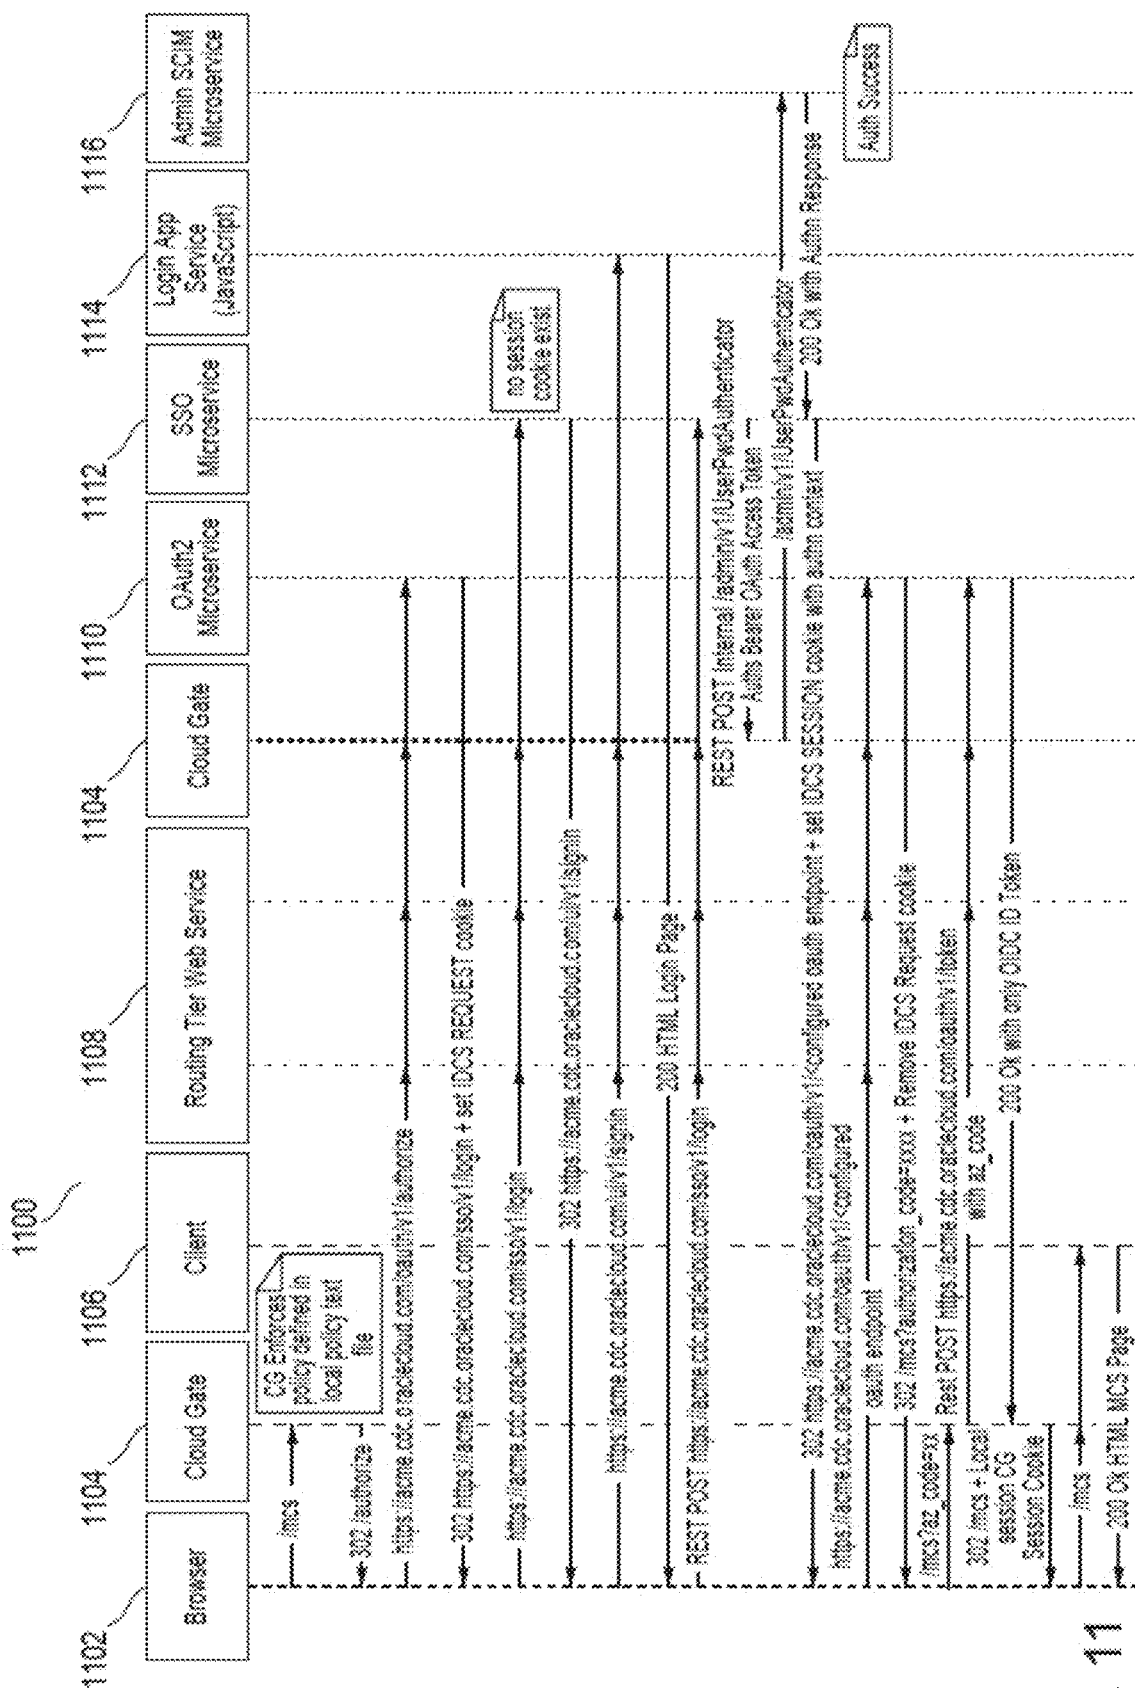 1100
1102
1104
1106
1108
1104
1110
1112
1114
1116
Browser
Cloud Gate
Client
Routing Tier Web Service
Cloud Gate
OAuth2
Microservice
SSO
Microservice
Login App
Service
(JavaScript)
Admin SCIM
Microservice
CG Enforces
policy defined in
local policy text
file
/mcs
302 /authorize
https://acme.cdc.oraclecloud.com/oauth/v1/authorize
302 https://acme.cdc.oraclecloud.com/sso/v1/login + set IDCS REQUEST cookie
https://acme.cdc.oraclecloud.com/sso/v1/login
no session
cookie exist
302 https://acme.cdc.oraclecloud.com/ui/v1/signin
https://acme.cdc.oraclecloud.com/ui/v1/signin
200 HTML Login Page
REST POST https://acme.cdc.oraclecloud.com/sso/v1/login
REST POST Internal /admin/v1/UserPwdAuthenticator
Auths Bearer OAuth Access Token
/admin/v1/UserPwdAuthenticator
200 Ok with Authn Response
Auth Success
302 https://acme.cdc.oraclecloud.com/oauth/v1/<configured oauth endpoint + set IDCS SESSION cookie with authn context
https://acme.cdc.oraclecloud.com/oauth/v1/<configured
oauth endpoint
302 /mcs?authorization_code=xxx + Remove IDCS Request cookie
/mcs?az_code=xx
Rest POST https://acme.cdc.oraclecloud.com/oauth/v1/token
with az_code
302 /mcs + Local
session CG
Session Cookie
200 Ok with only OIDC ID Token
/mcs
200 Ok HTML MCS Page
11